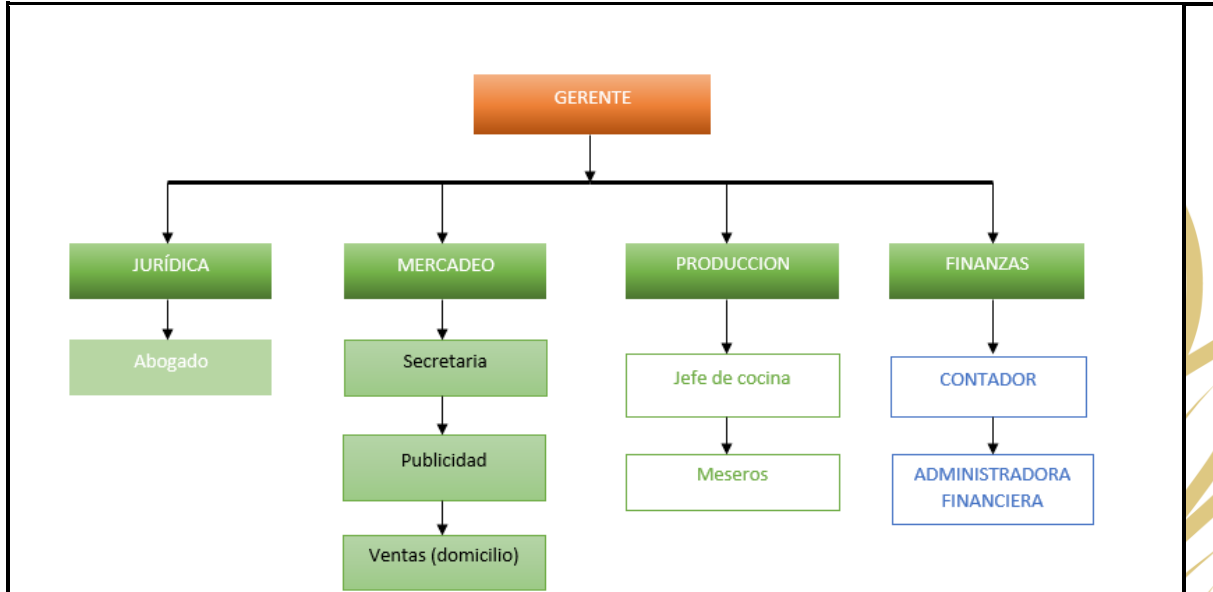 GERENTE
JURÍDICA
MERCADEO
PRODUCCION
FINANZAS
Abogado
Secretaria
Jefe de cocina
CONTADOR
Publicidad
Meseros
ADMINISTRADORA
FINANCIERA
Ventas (domicilio)